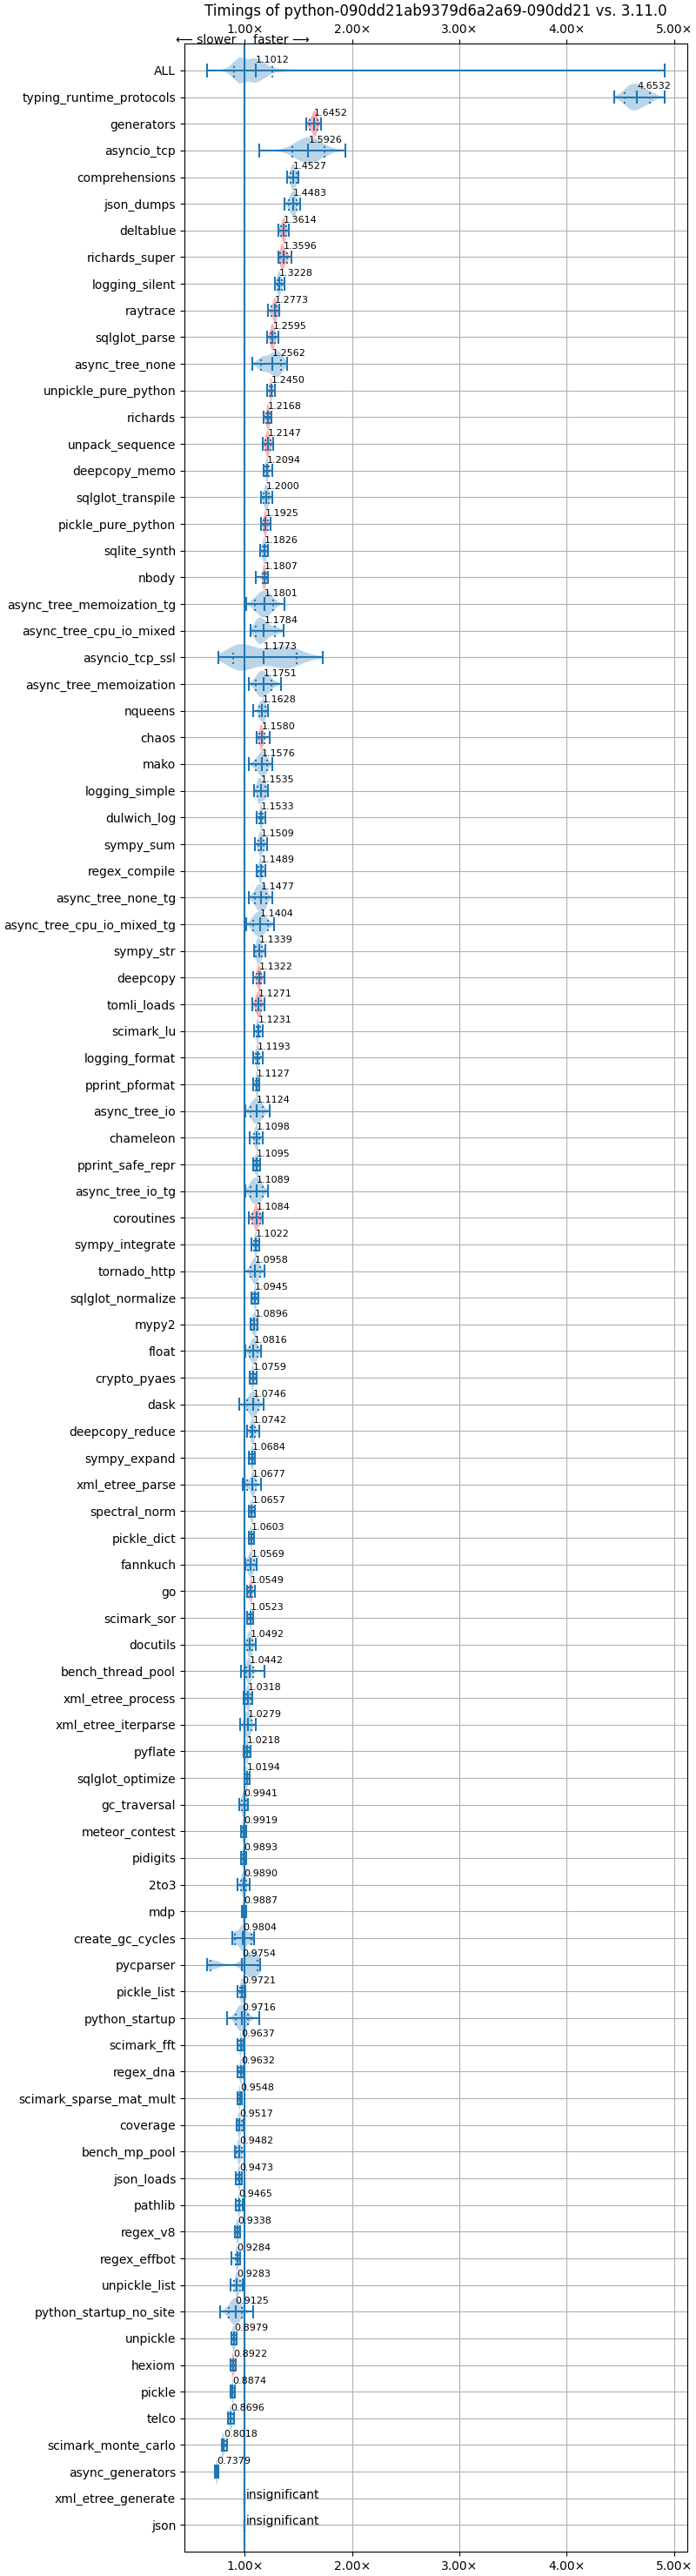 Timings of python-090dd21ab9379d6a2a69-090dd21 vs. 3.11.0
1.00× 2.00× 3.00× 4.00× 5.00×
⟵ slower faster ⟶
ALL 1.1012
typing_runtime_protocols 4.6532
generators 1.6452
asyncio_tcp 1.5926
comprehensions 1.4527
json_dumps 1.4483
deltablue 1.3614
richards_super 1.3596
logging_silent 1.3228
raytrace 1.2773
sqlglot_parse 1.2595
async_tree_none 1.2562
unpickle_pure_python 1.2450
richards 1.2168
unpack_sequence 1.2147
deepcopy_memo 1.2094
sqlglot_transpile 1.2000
pickle_pure_python 1.1925
sqlite_synth 1.1826
nbody 1.1807
async_tree_memoization_tg 1.1801
async_tree_cpu_io_mixed 1.1784
asyncio_tcp_ssl 1.1773
async_tree_memoization 1.1751
nqueens 1.1628
chaos 1.1580
mako 1.1576
logging_simple 1.1535
dulwich_log 1.1533
sympy_sum 1.1509
regex_compile 1.1489
async_tree_none_tg 1.1477
async_tree_cpu_io_mixed_tg 1.1404
sympy_str 1.1339
deepcopy 1.1322
tomli_loads 1.1271
scimark_lu 1.1231
logging_format 1.1193
pprint_pformat 1.1127
async_tree_io 1.1124
chameleon 1.1098
pprint_safe_repr 1.1095
async_tree_io_tg 1.1089
coroutines 1.1084
sympy_integrate 1.1022
tornado_http 1.0958
sqlglot_normalize 1.0945
mypy2 1.0896
float 1.0816
crypto_pyaes 1.0759
dask 1.0746
deepcopy_reduce 1.0742
sympy_expand 1.0684
xml_etree_parse 1.0677
spectral_norm 1.0657
pickle_dict 1.0603
fannkuch 1.0569
go 1.0549
scimark_sor 1.0523
docutils 1.0492
bench_thread_pool 1.0442
xml_etree_process 1.0318
xml_etree_iterparse 1.0279
pyflate 1.0218
sqlglot_optimize 1.0194
gc_traversal 0.9941
meteor_contest 0.9919
pidigits 0.9893
2to3 0.9890
mdp 0.9887
create_gc_cycles 0.9804
pycparser 0.9754
pickle_list 0.9721
python_startup 0.9716
scimark_fft 0.9637
regex_dna 0.9632
scimark_sparse_mat_mult 0.9548
coverage 0.9517
bench_mp_pool 0.9482
json_loads 0.9473
pathlib 0.9465
regex_v8 0.9338
regex_effbot 0.9284
unpickle_list 0.9283
python_startup_no_site 0.9125
unpickle 0.8979
hexiom 0.8922
pickle 0.8874
telco 0.8696
scimark_monte_carlo 0.8018
async_generators 0.7379
xml_etree_generate insignificant
json insignificant
1.00× 2.00× 3.00× 4.00× 5.00×